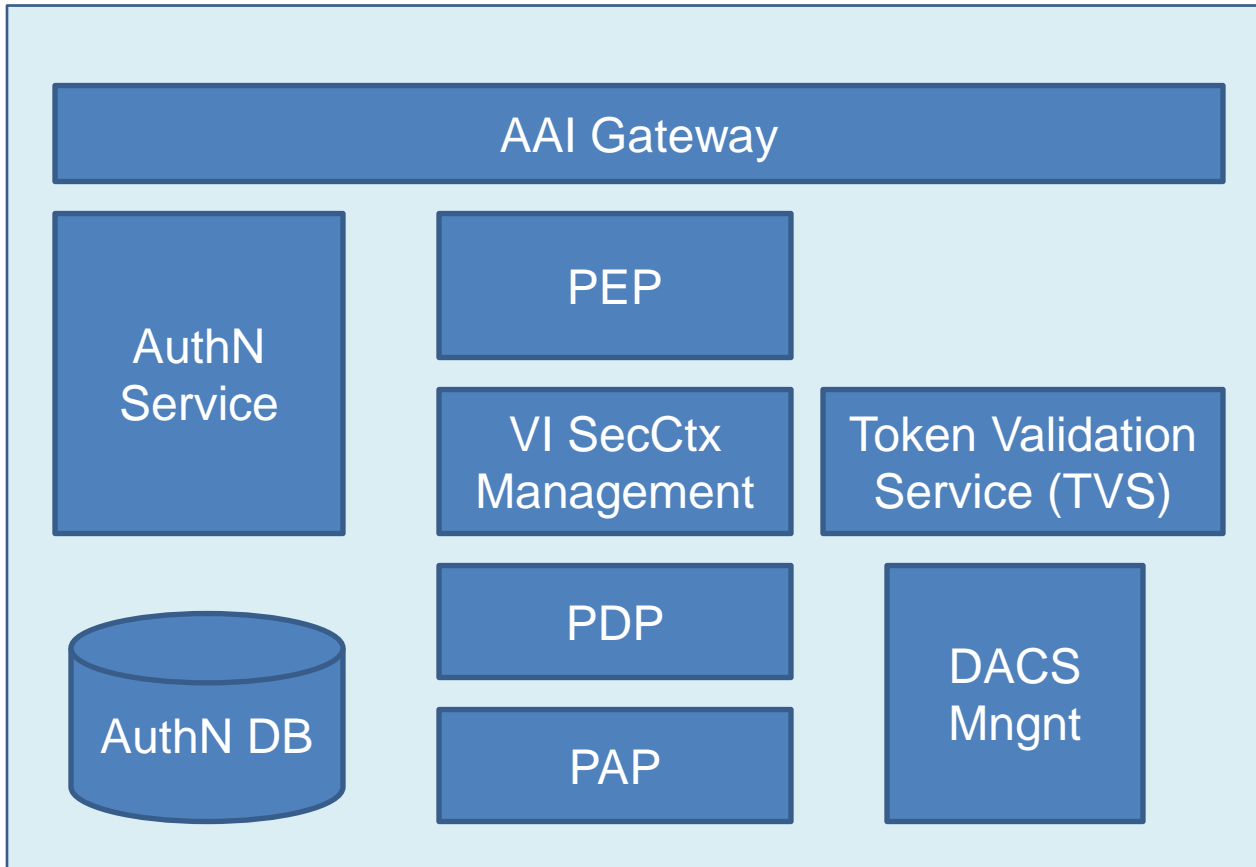 AAI Gateway
AuthN
Service
PEP
VI SecCtx
Management
Token Validation
Service (TVS)
PDP
DACS
Mngnt
AuthN DB
PAP